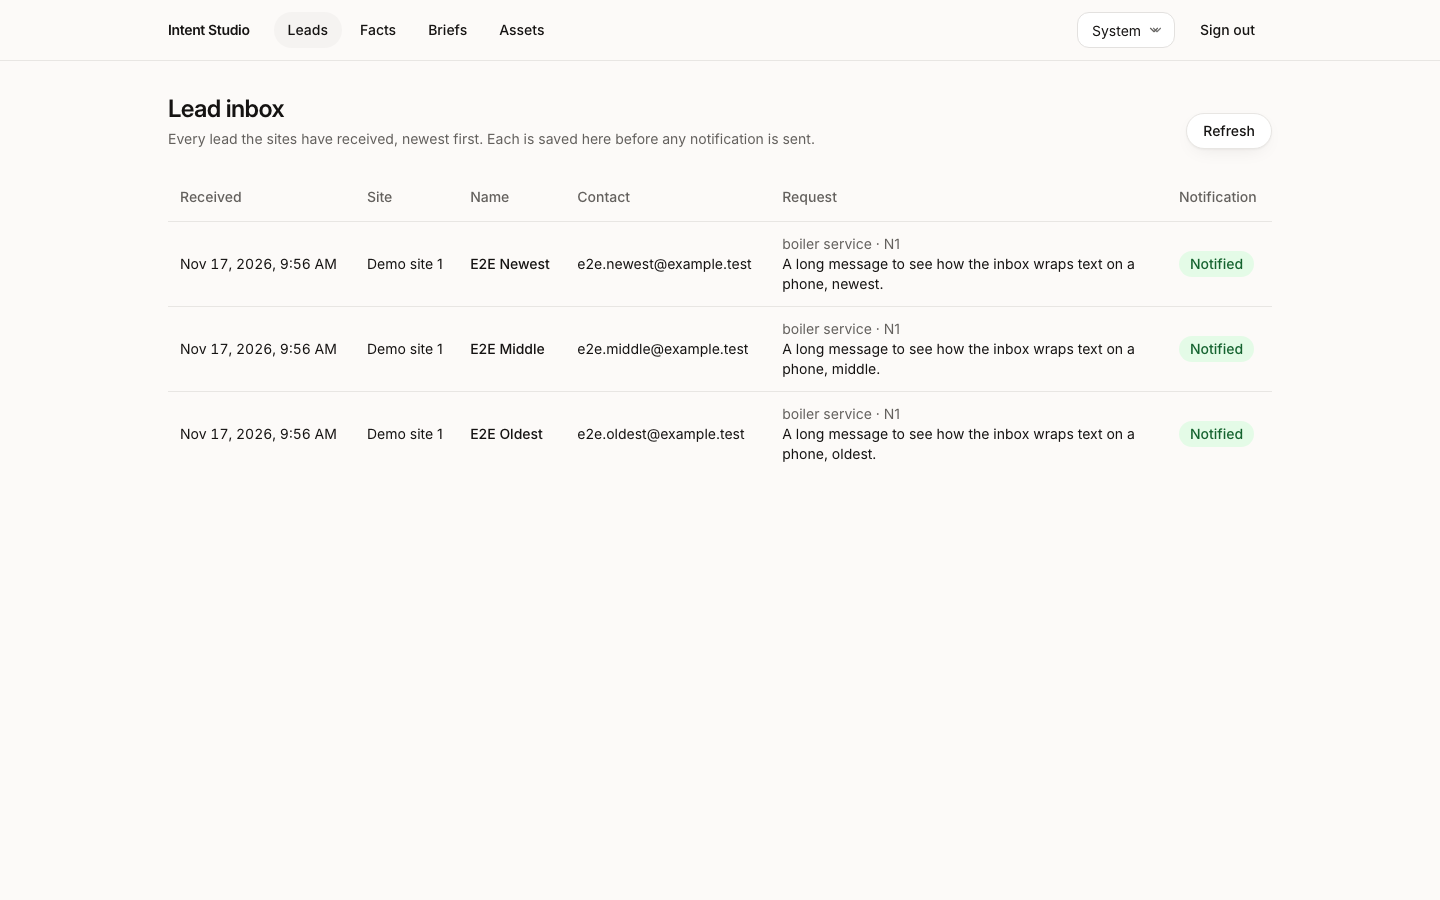 Intent Studio Leads Facts Briefs Assets System Sign out
Lead inbox
Every lead the sites have received, newest first. Each is saved here before any notification is sent.
Refresh
Received Site Name Contact Request Notification
boiler service · N1
Nov 17, 2026, 9:56 AM Demo site 1 E2E Newest e2e.newest@example.test A long message to see how the inbox wraps text on a Notified
phone, newest.
boiler service · N1
Nov 17, 2026, 9:56 AM Demo site 1 E2E Middle e2e.middle@example.test A long message to see how the inbox wraps text on a Notified
phone, middle.
boiler service · N1
Nov 17, 2026, 9:56 AM Demo site 1 E2E Oldest e2e.oldest@example.test A long message to see how the inbox wraps text on a Notified
phone, oldest.